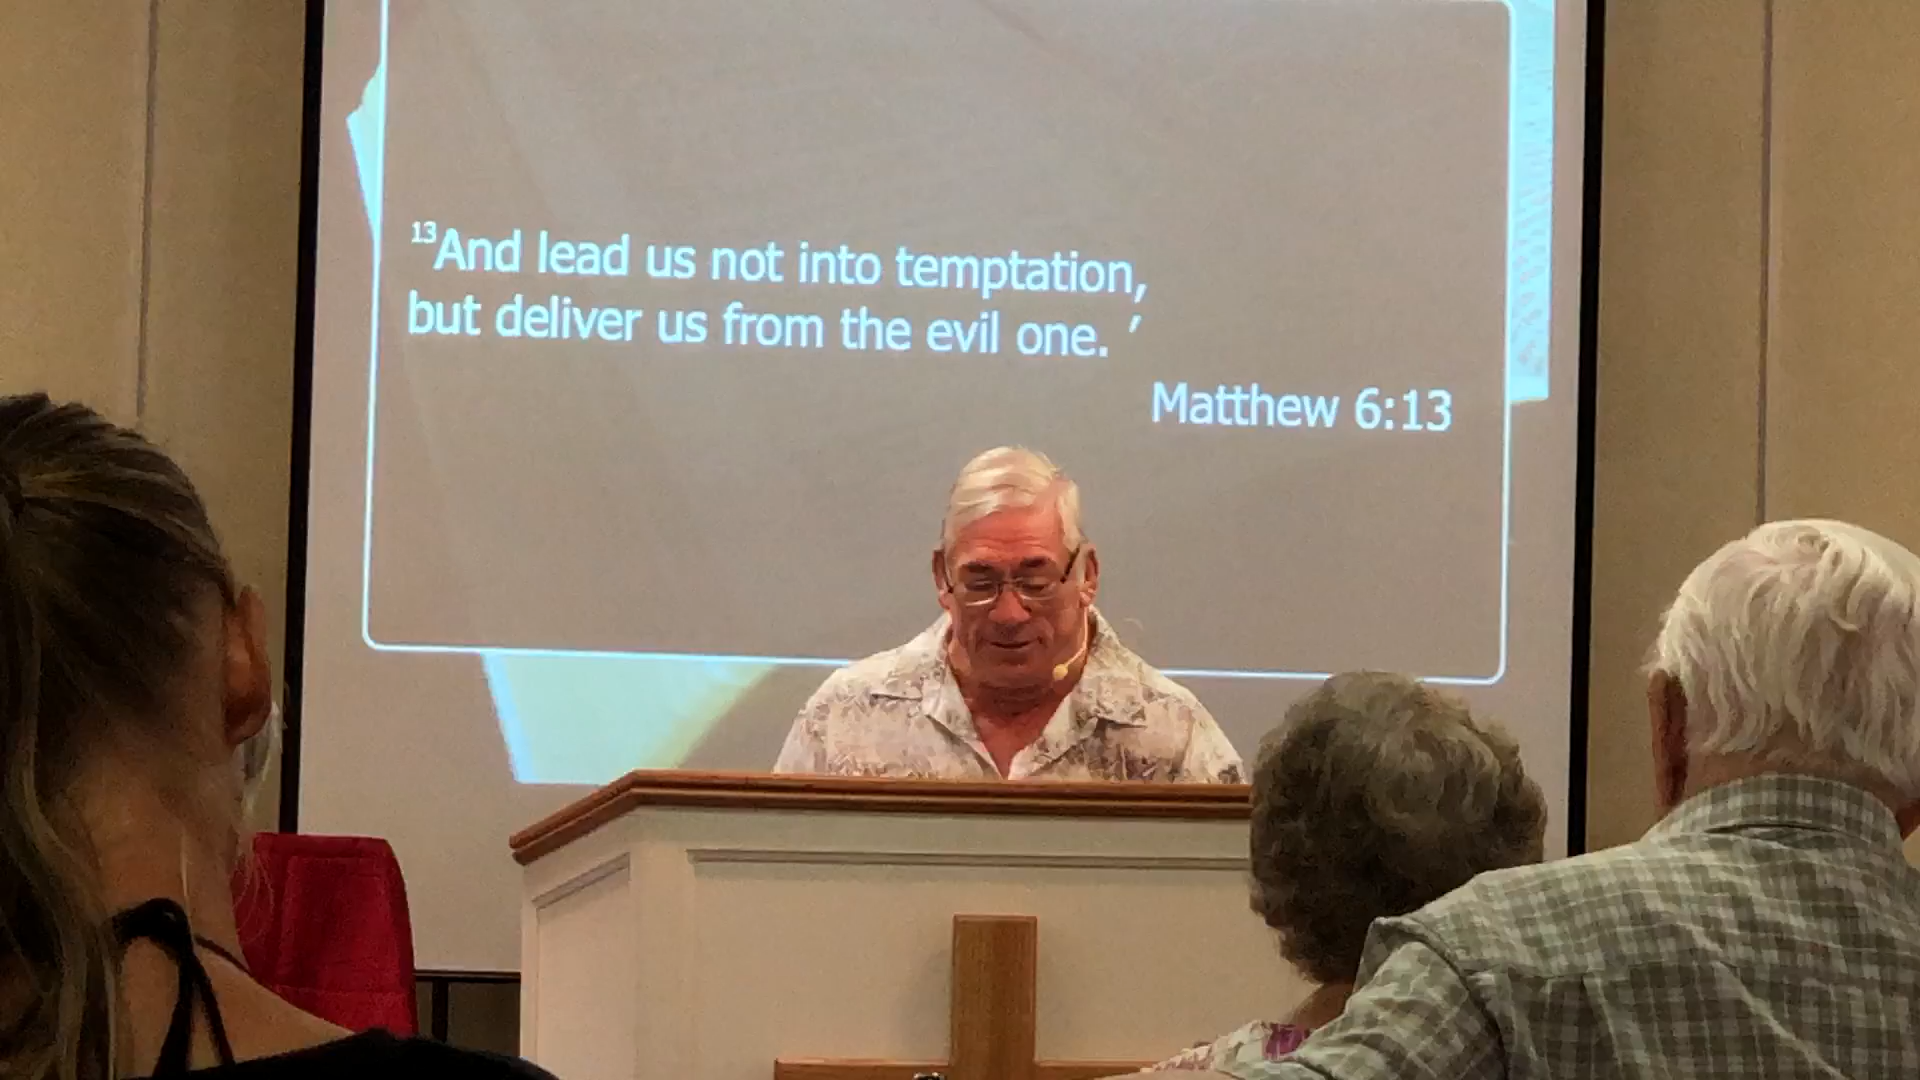 ¹³And lead us not into temptation,
but deliver us from the evil one. ’
Matthew 6:13